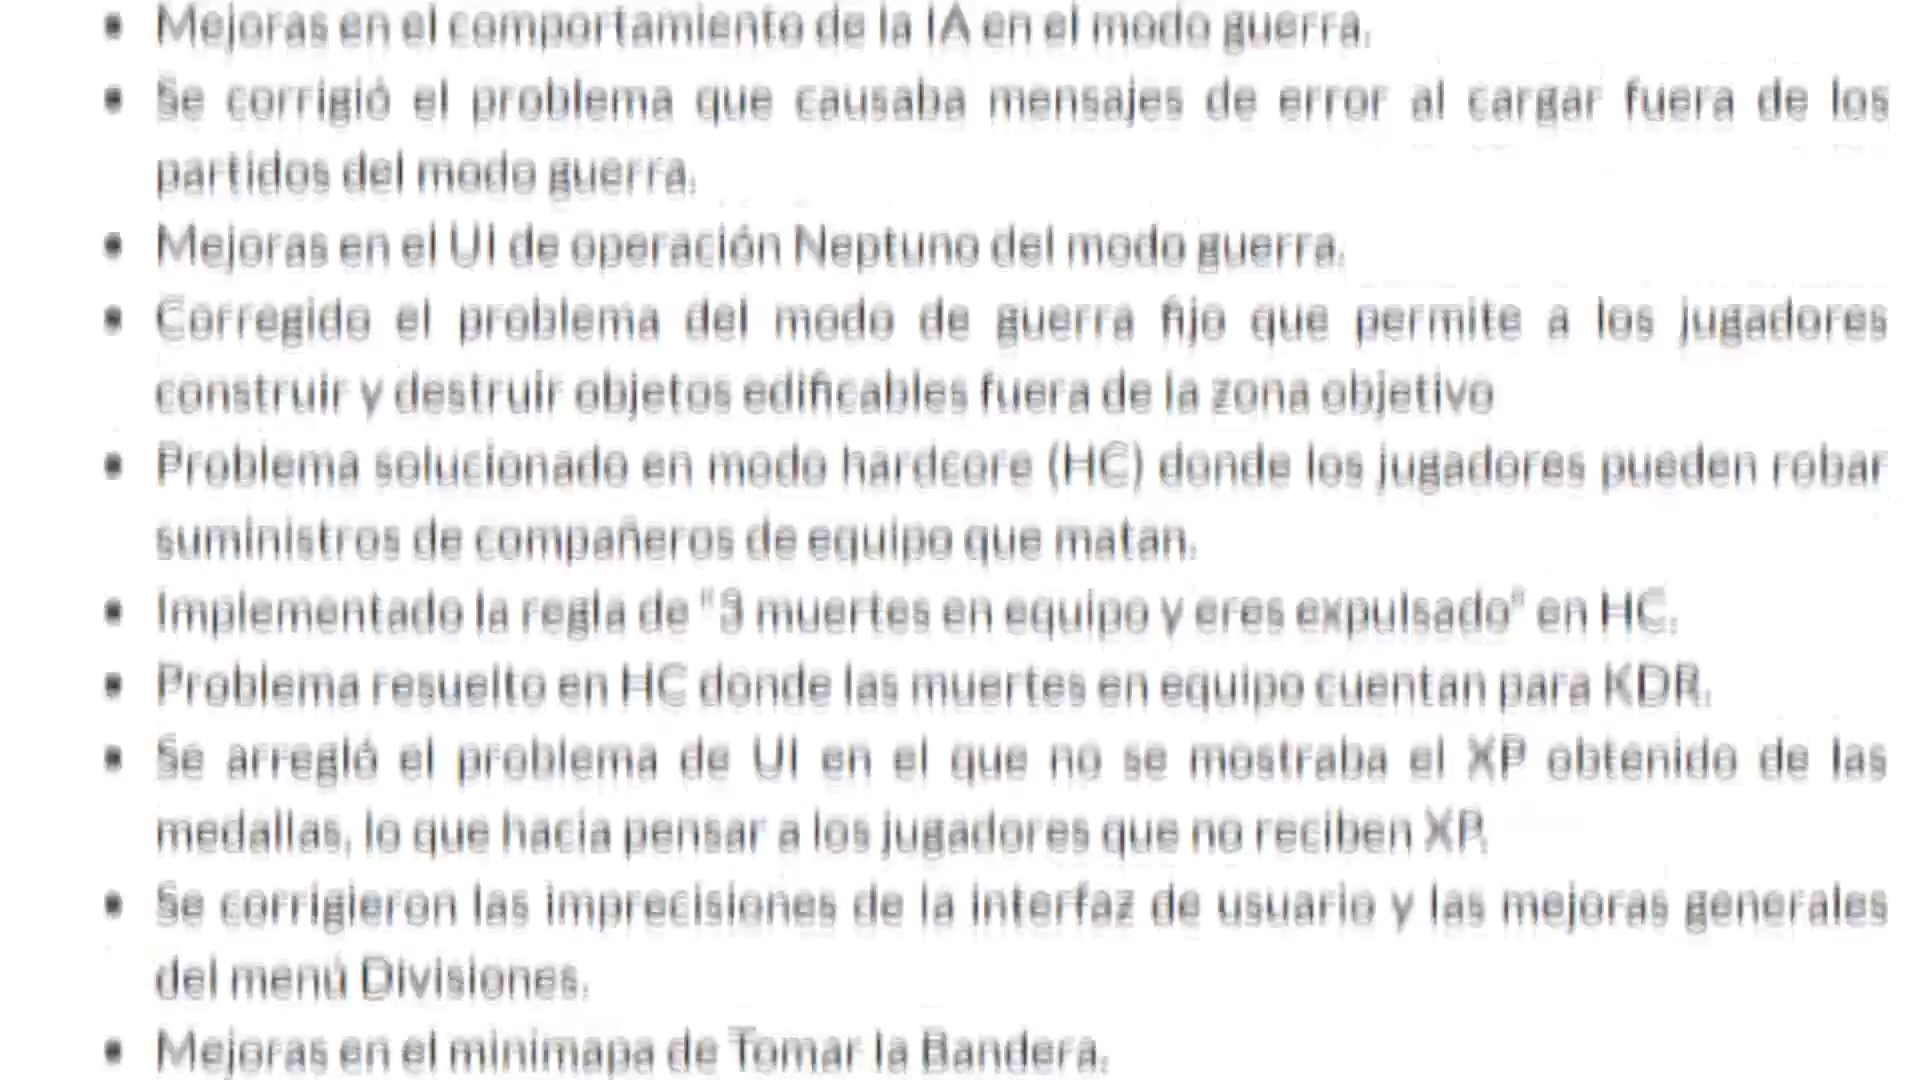 • Mejoras en el comportamiento de la IA en el modo guerra.
• Se corrigió el problema que causaba mensajes de error al cargar fuera de los
partidos del modo guerra.
• Mejoras en el UI de operación Neptuno del modo guerra.
• Corregido el problema del modo de guerra fijo que permite a los jugadores
construir y destruir objetos edificables fuera de la zona objetivo
• Problema solucionado en modo hardcore (HC) donde los jugadores pueden robar
suministros de compañeros de equipo que matan.
• Implementado la regla de "3 muertes en equipo y eres expulsado" en HC.
• Problema resuelto en HC donde las muertes en equipo cuentan para KDR.
• Se arregló el problema de UI en el que no se mostraba el XP obtenido de las
medallas, lo que hacia pensar a los jugadores que no reciben XP.
• Se corrigieron las imprecisiones de la interfaz de usuario y las mejoras generales
del menú Divisiones.
• Mejoras en el minimapa de Tomar la Bandera.